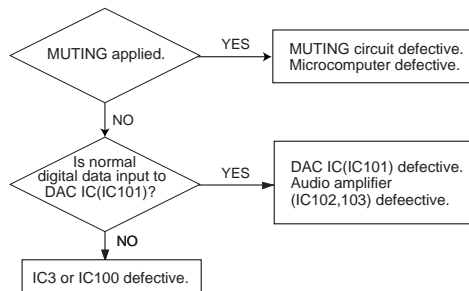 MUTING applied.
YES
MUTING circuit defective.
Microcomputer defective.
NO
Is normal
digital data input to
DAC IC(IC101)?
YES
DAC IC(IC101) defective.
Audio amplifier
(IC102,103) defeective.
NO
IC3 or IC100 defective.